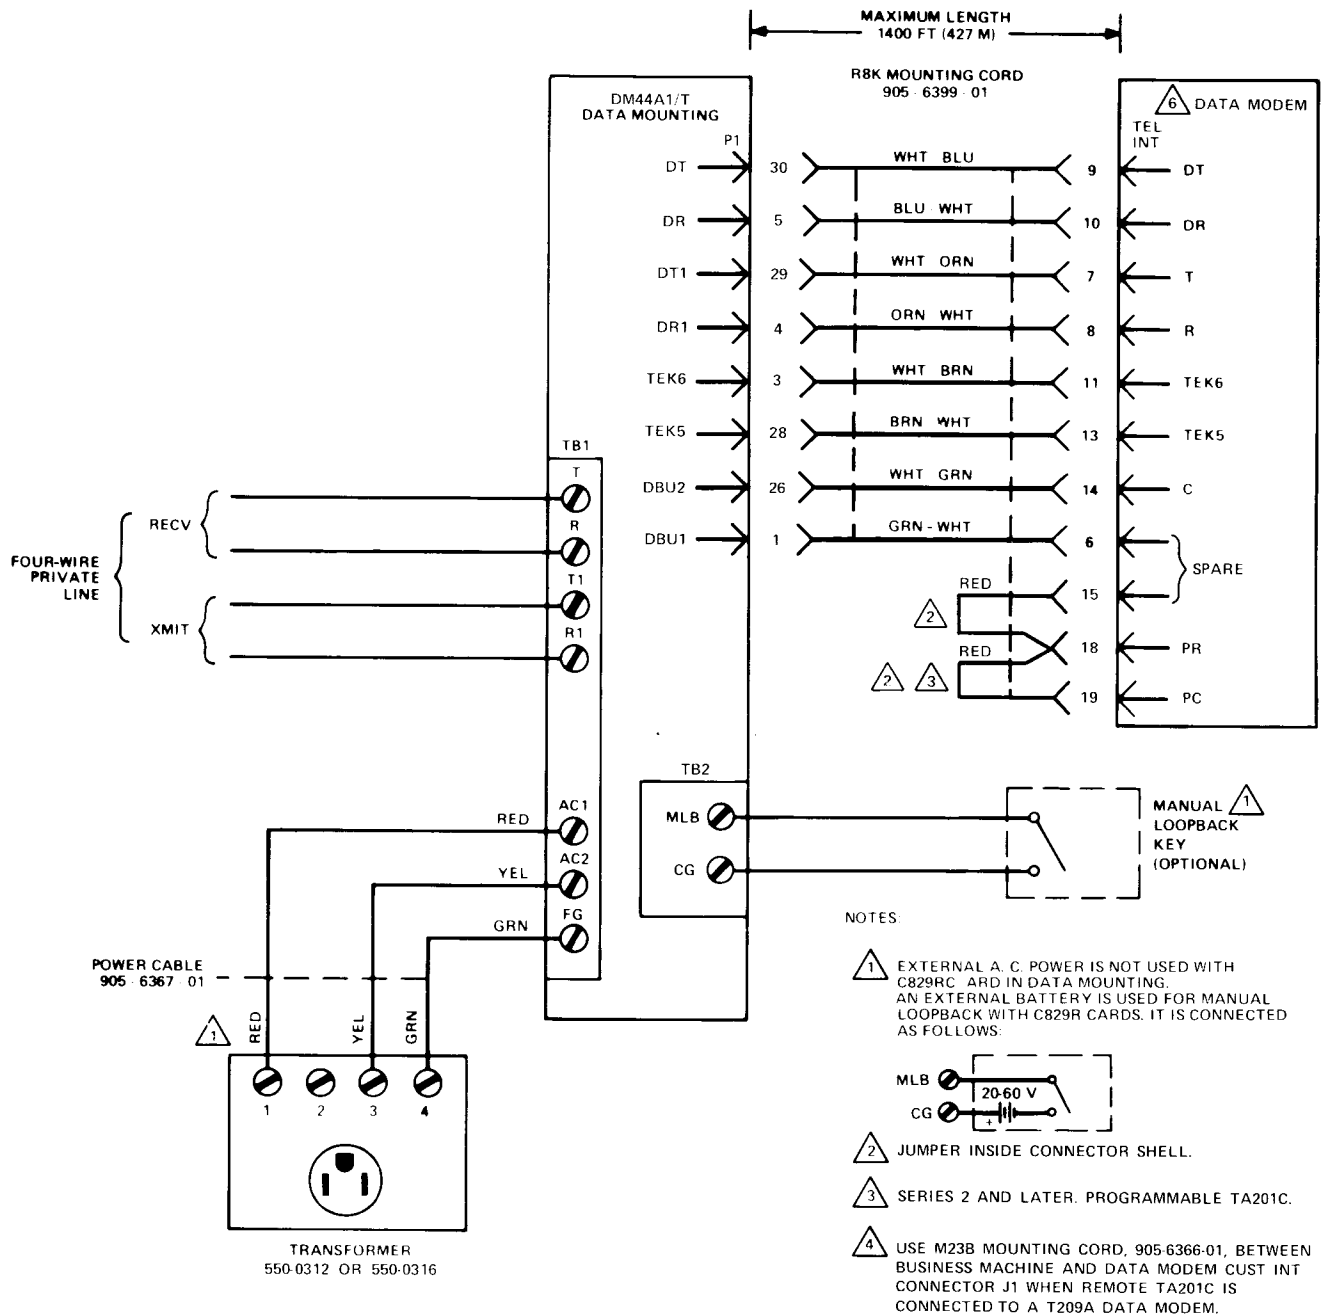 MAXIMUM LENGTH
1400 FT (427 M)
R8K MOUNTING CORD
905-6399-01
DM44A1/T
DATA MOUNTING
P1
6 DATA MODEM
TEL
INT
DT 30 WHT BLU 9 DT
DR 5 BLU-WHT 10 DR
DT1 29 WHT ORN 7 T
DR1 4 ORN WHT 8 R
TEK6 3 WHT BRN 11 TEK6
TEK5 28 BRN WHT 13 TEK5
DBU2 26 WHT GRN 14 C
DBU1 1 GRN-WHT 6
SPARE
RED 15
2
RED 18 PR
2 3
19 PC
TB1
T
R
T1
R1
RECV
FOUR-WIRE
PRIVATE
LINE
XMIT
TB2
MLB
CG
MANUAL 1
LOOPBACK
KEY
(OPTIONAL)
RED AC1
YEL AC2
GRN FG
POWER CABLE
905-6367-01
1
RED
YEL
GRN
1 2 3 4
TRANSFORMER
550-0312 OR 550-0316
NOTES:
1 EXTERNAL A. C. POWER IS NOT USED WITH
C829RC ARD IN DATA MOUNTING.
AN EXTERNAL BATTERY IS USED FOR MANUAL
LOOPBACK WITH C829R CARDS. IT IS CONNECTED
AS FOLLOWS:
MLB
20-60 V
CG
+
2 JUMPER INSIDE CONNECTOR SHELL.
3 SERIES 2 AND LATER. PROGRAMMABLE TA201C.
4 USE M23B MOUNTING CORD, 905-6366-01, BETWEEN
BUSINESS MACHINE AND DATA MODEM CUST INT
CONNECTOR J1 WHEN REMOTE TA201C IS
CONNECTED TO A T209A DATA MODEM.